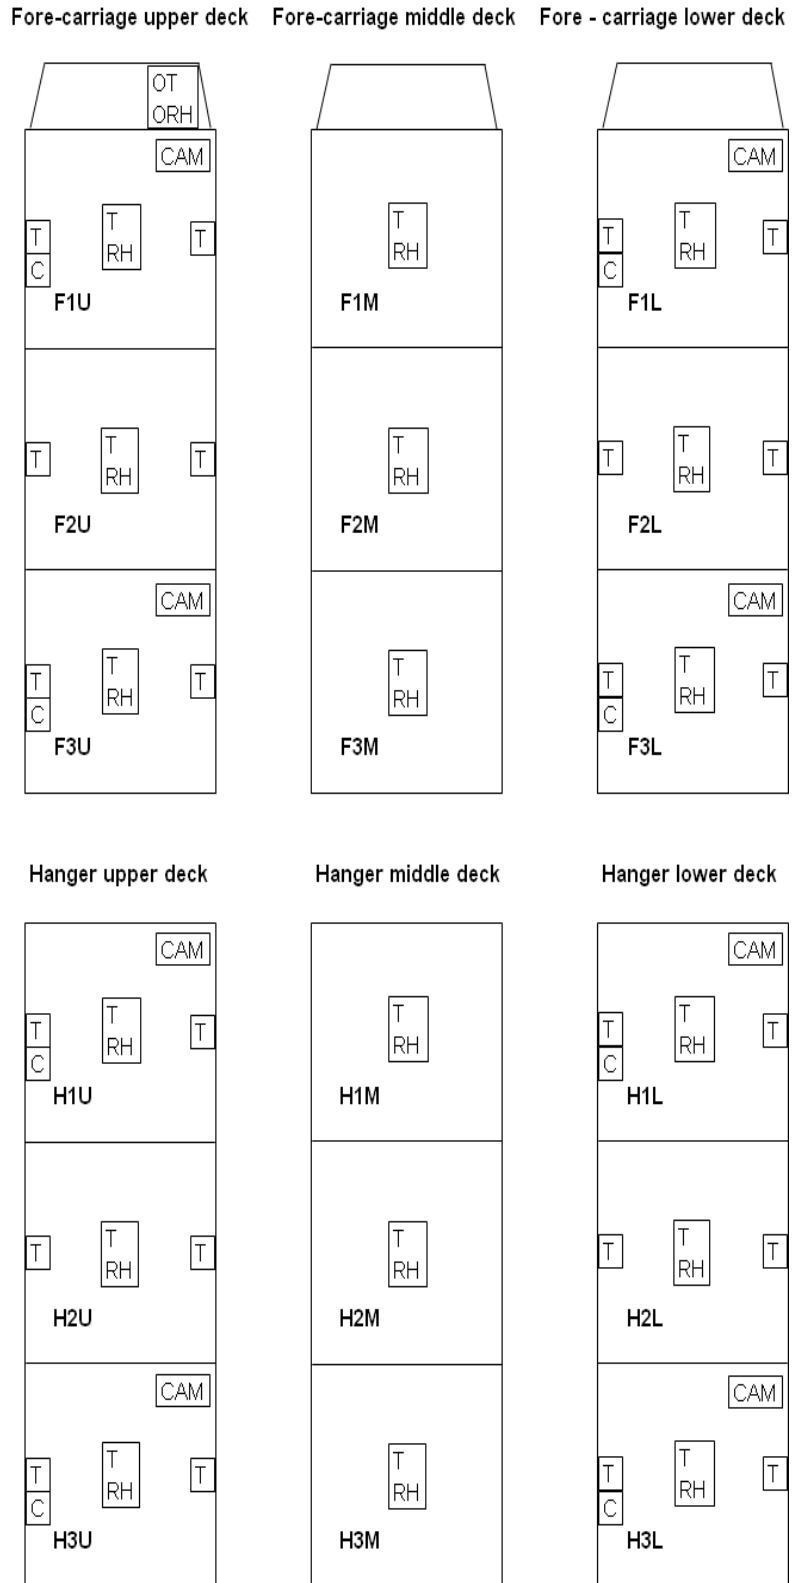 Fore-carriage upper deck Fore-carriage middle deck Fore - carriage lower deck
OT
ORH
CAM CAM
T T T T T T T
RH RH RH
C C
F1U F1M F1L
T T T T T T T
RH RH RH
F2U F2M F2L
CAM CAM
T T T T T T T
RH RH RH
C C
F3U F3M F3L
Hanger upper deck Hanger middle deck Hanger lower deck
CAM CAM
T T T T T T T
RH RH RH
C C
H1U H1M H1L
T T T T T T T
RH RH RH
H2U H2M H2L
CAM CAM
T T T T T T T
RH RH RH
C C
H3U H3M H3L